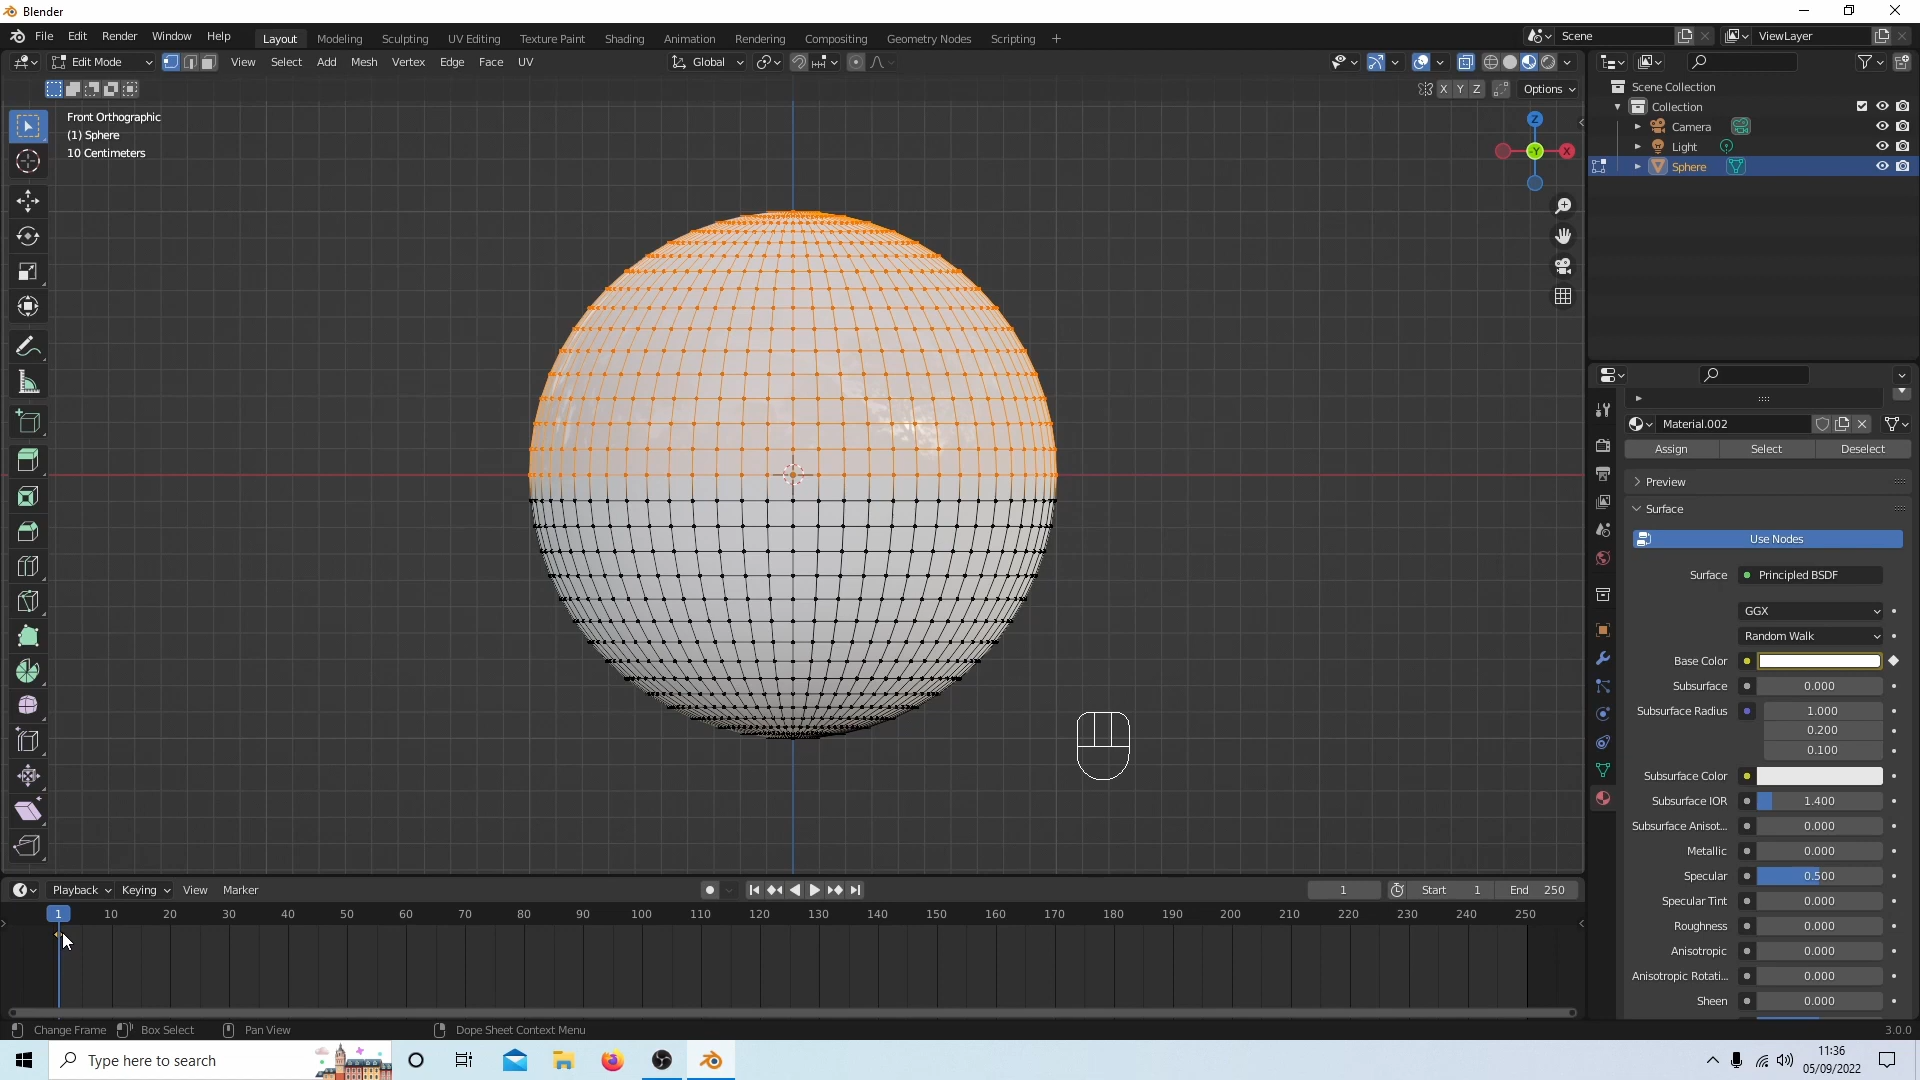 Blender
File Edit Render Window Help
Layout Modeling Sculpting UV Editing Texture Paint Shading Animation Rendering Compositing Geometry Nodes Scripting +
Scene
ViewLayer
Edit Mode View Select Add Mesh Vertex Edge Face UV
Global
X Y Z Options
Front Orthographic
(1) Sphere
10 Centimeters
Z
-Y
X
Scene Collection
Collection
Camera
Light
Sphere
Material.002
Assign Select Deselect
Preview
Surface
Use Nodes
Surface Principled BSDF
GGX
Random Walk
Base Color
Subsurface 0.000
Subsurface Radius 1.000
0.200
0.100
Subsurface Color
Subsurface IOR 1.400
Subsurface Anisot... 0.000
Metallic 0.000
Specular 0.500
Specular Tint 0.000
Roughness 0.000
Anisotropic 0.000
Anisotropic Rotati... 0.000
Sheen 0.000
Playback Keying View Marker
1 Start 1 End 250
1 10 20 30 40 50 60 70 80 90 100 110 120 130 140 150 160 170 180 190 200 210 220 230 240 250
Change Frame Box Select Pan View Dope Sheet Context Menu
3.0.0
Type here to search
11:36
05/09/2022